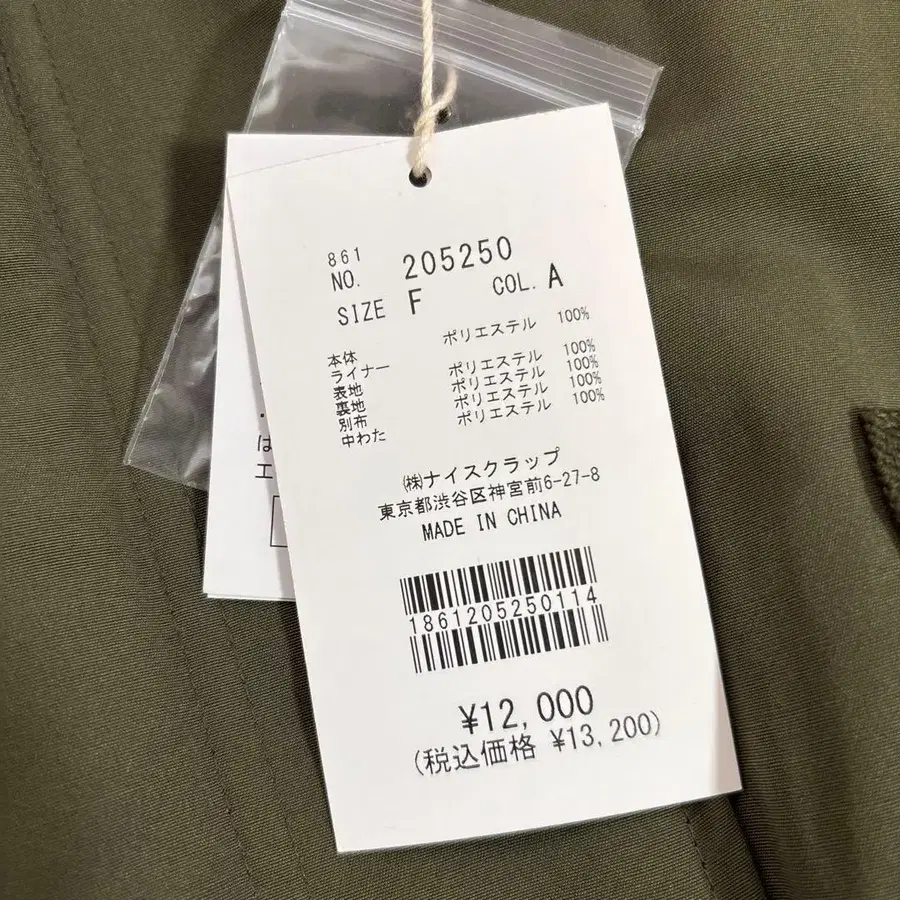 861
NO. 205250
SIZE F COL. A
本体 ポリエステル 100%
ライナー
表地 ポリエステル 100%
裏地 ポリエステル 100%
別布 ポリエステル 100%
中わた ポリエステル 100%
㈱ナイスクラップ
東京都渋谷区神宮前6-27-8
MADE IN CHINA
1861205250114
¥12,000
(税込価格 ¥13,200)
は
エ